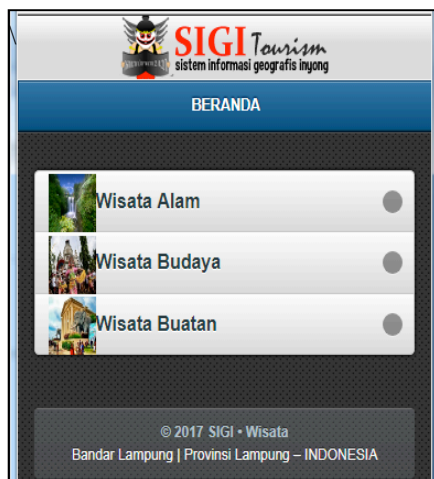 SIGI Tourism
sistem informasi geografis inyong
BERANDA
Wisata Alam
Wisata Budaya
Wisata Buatan
© 2017 SIGI • Wisata
Bandar Lampung | Provinsi Lampung – INDONESIA